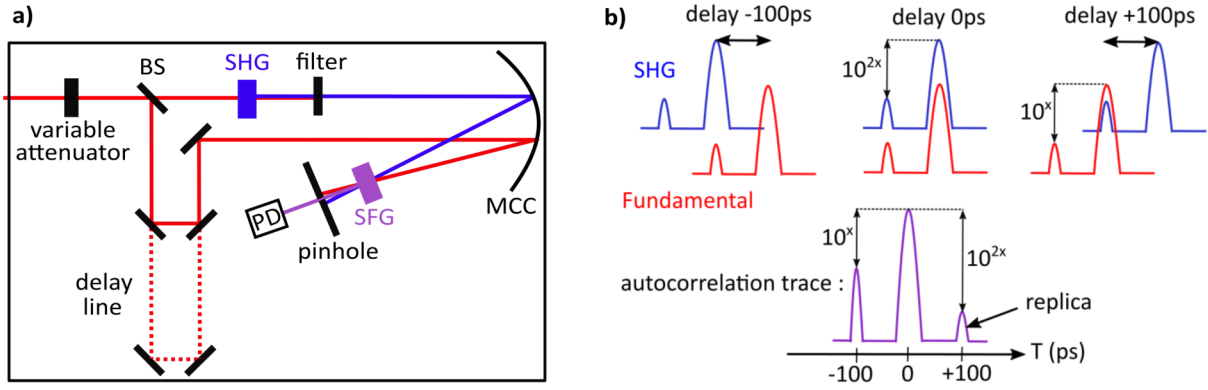 a)
BS
SHG
filter
variable
attenuator
MCC
SFG
PD
pinhole
delay
line
b)
delay -100ps
delay 0ps
delay +100ps
SHG
10^2x
10^x
Fundamental
10^x
10^2x
autocorrelation trace :
replica
T (ps)
-100
0
+100